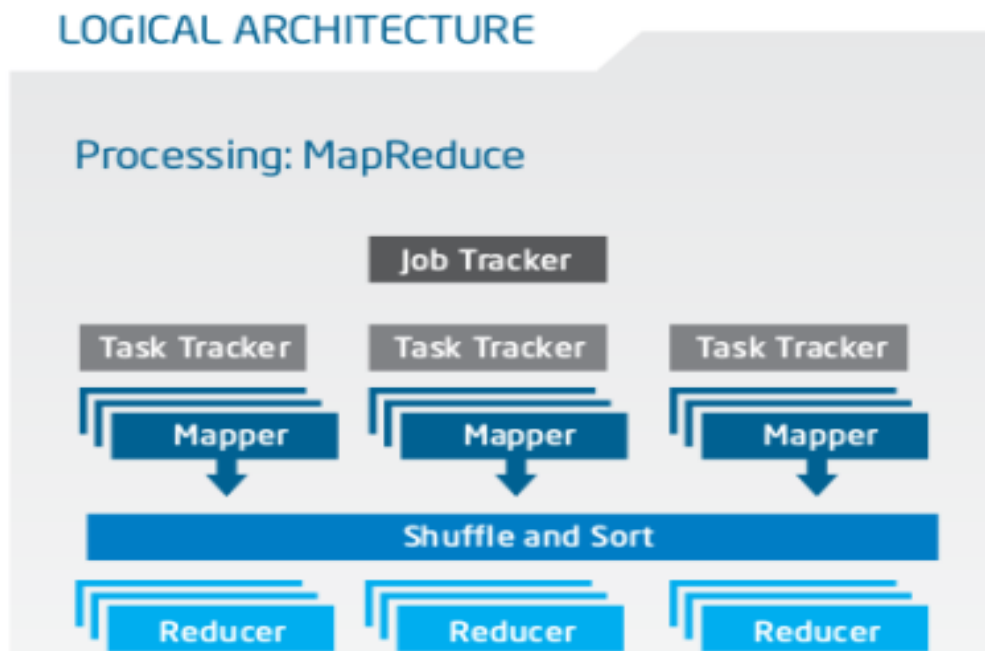 LOGICAL ARCHITECTURE
Processing: MapReduce
Job Tracker
Task Tracker Task Tracker Task Tracker
Mapper Mapper Mapper
Shuffle and Sort
Reducer Reducer Reducer